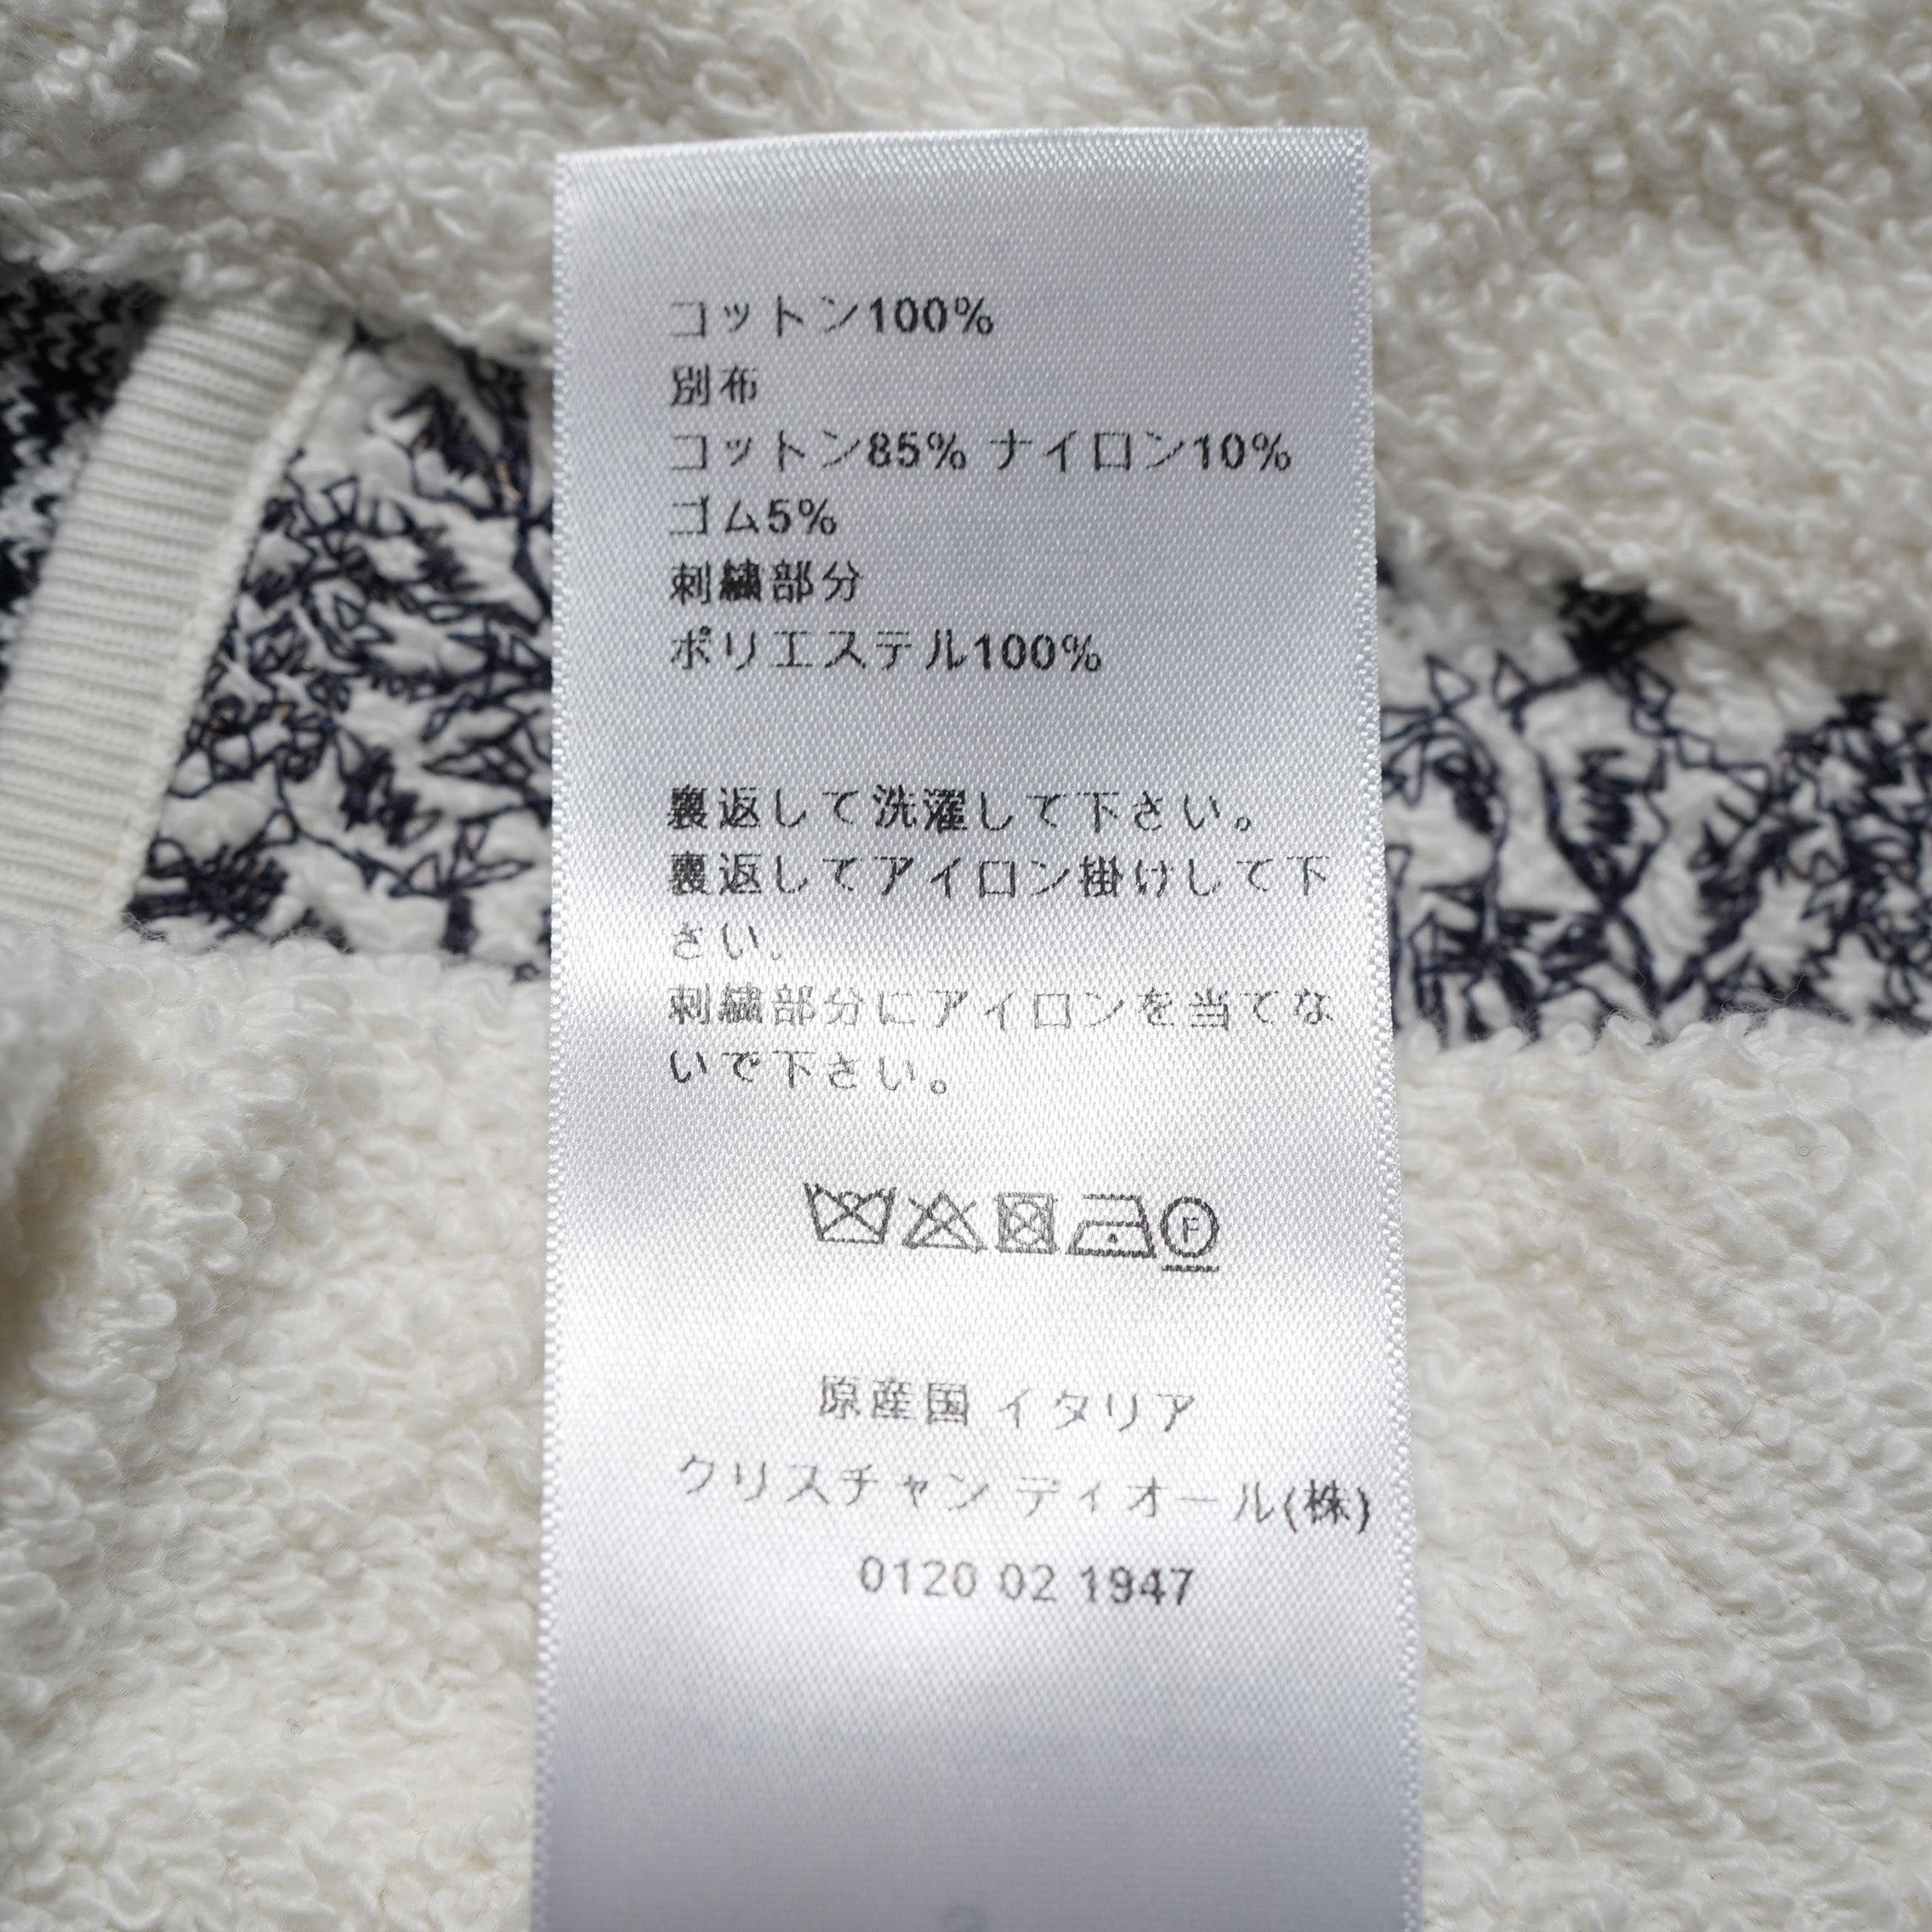 コットン100%
別布
コットン85% ナイロン10%
ゴム5%
刺繍部分
ポリエステル100%
裏返して洗濯して下さい。
裏返してアイロン掛けして下
さい。
刺繍部分にアイロンを当てな
いで下さい。
F
原産国 イタリア
クリスチャン ディオール(株)
0120 02 1947